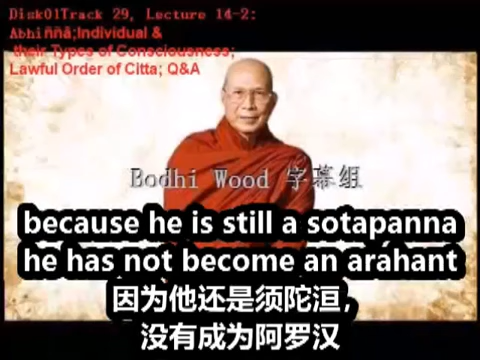 Disk01Track 29, Lecture 14-2:
Abhiññā;Individual &
their Types of Consciousness;
Lawful Order of Citta; Q&A
Bodhi Wood 字幕组
because he is still a sotapanna
he has not become an arahant
因为他还是须陀洹，
没有成为阿罗汉